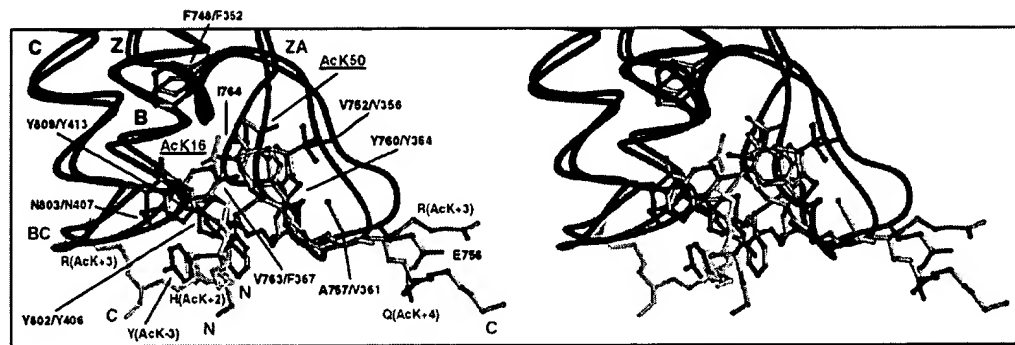 F748/F352
C
Z
ZA
AcK50
I764
V752/V356
B
Y809/Y413
AcK16
Y760/Y364
N803/N407
BC
R(AcK+3)
R(AcK+3)
E756
V763/F367
A757/V361
H(AcK+2)
N
Q(AcK+4)
Y802/Y406
C
Y(AcK-3)
N
C